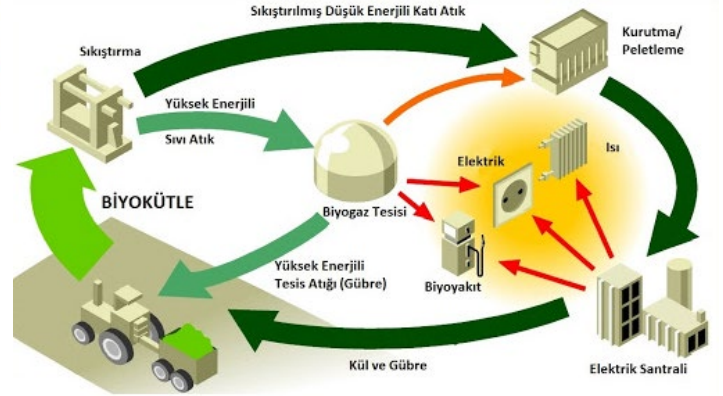 Sıkıştırılmış Düşük Enerjili Katı Atık
Kurutma/
Peletleme
Sıkıştırma
Yüksek Enerjili
Sıvı Atık
Elektrik
Isı
BİYOKÜTLE
Biyogaz Tesisi
Yüksek Enerjili
Tesis Atığı (Gübre)
Biyoyakıt
Kül ve Gübre
Elektrik Santrali